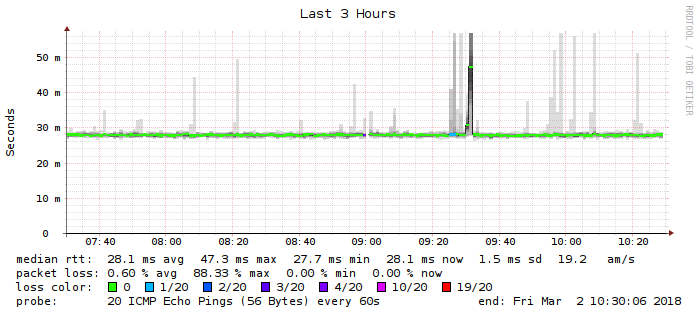 Last 3 Hours
RRDTOOL / TOBI OETIKER
Seconds
50 m
40 m
30 m
20 m
10 m
0
07:40 08:00 08:20 08:40 09:00 09:20 09:40 10:00 10:20
median rtt: 28.1 ms avg 47.3 ms max 27.7 ms min 28.1 ms now 1.5 ms sd 19.2 am/s
packet loss: 0.60 % avg 88.33 % max 0.00 % min 0.00 % now
loss color: 0 1/20 2/20 3/20 4/20 10/20 19/20
probe: 20 ICMP Echo Pings (56 Bytes) every 60s end: Fri Mar 2 10:30:06 2018